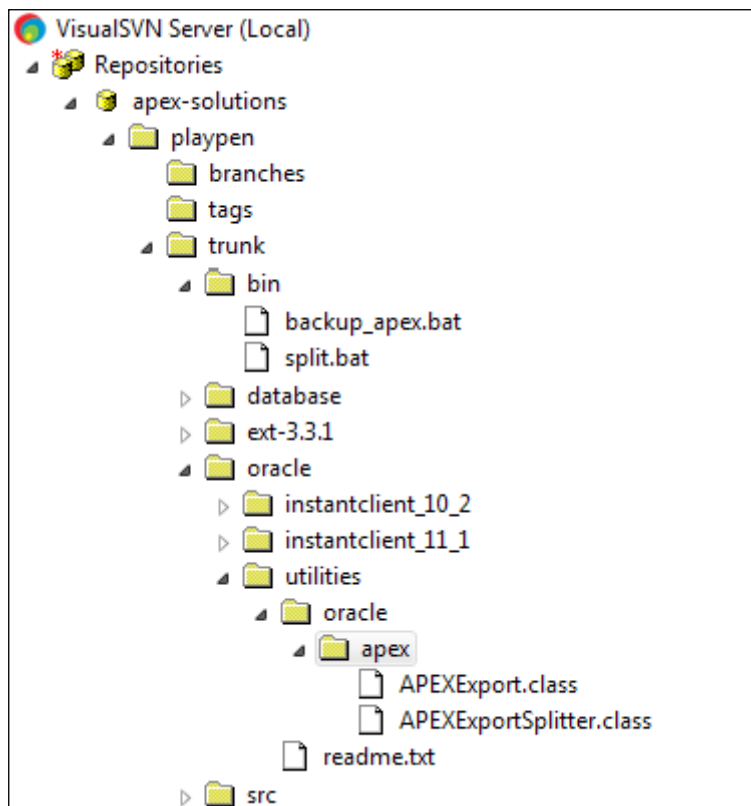 VisualSVN Server (Local)
Repositories
apex-solutions
playpen
branches
tags
trunk
bin
backup_apex.bat
split.bat
database
ext-3.3.1
oracle
instantclient_10_2
instantclient_11_1
utilities
oracle
apex
APEXExport.class
APEXExportSplitter.class
readme.txt
src